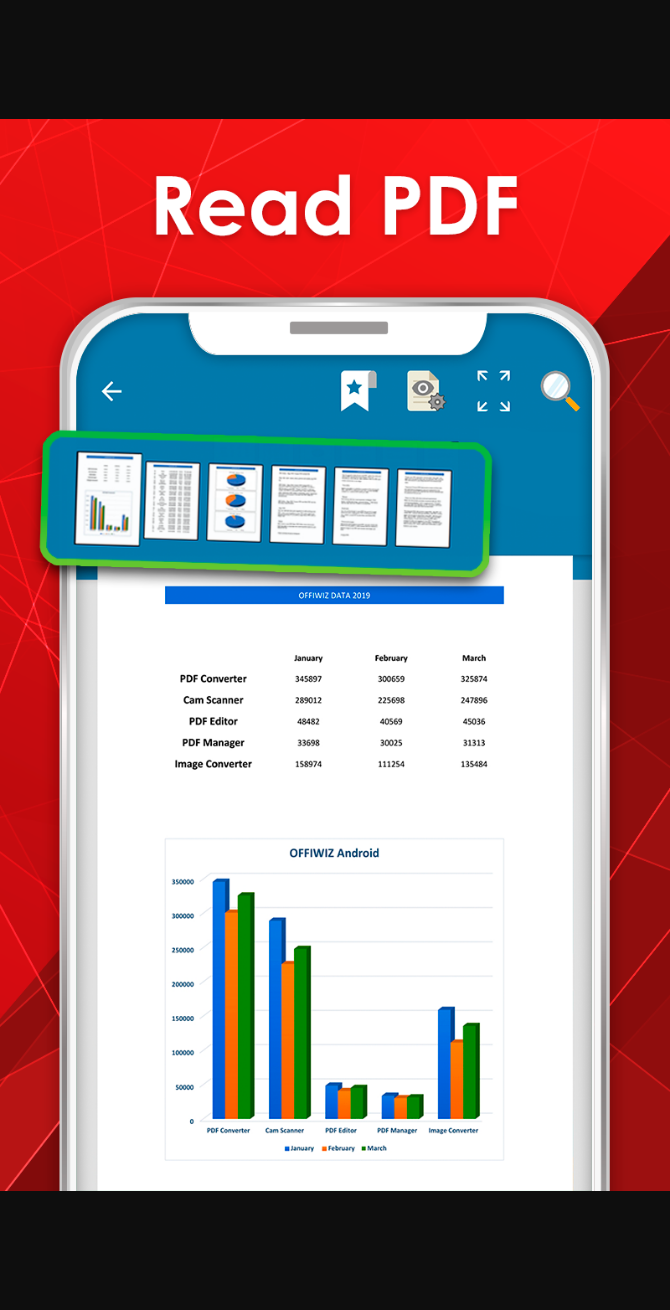 Read PDF
OFFIWIZ DATA 2019
January February March
PDF Converter 345897 300659 325874
Cam Scanner 289012 225698 247896
PDF Editor 48482 40569 45036
PDF Manager 33698 30025 31313
Image Converter 158974 111254 135484
OFFIWIZ Android
350000
300000
250000
200000
150000
100000
50000
0
PDF Converter Cam Scanner PDF Editor PDF Manager Image Converter
January February March